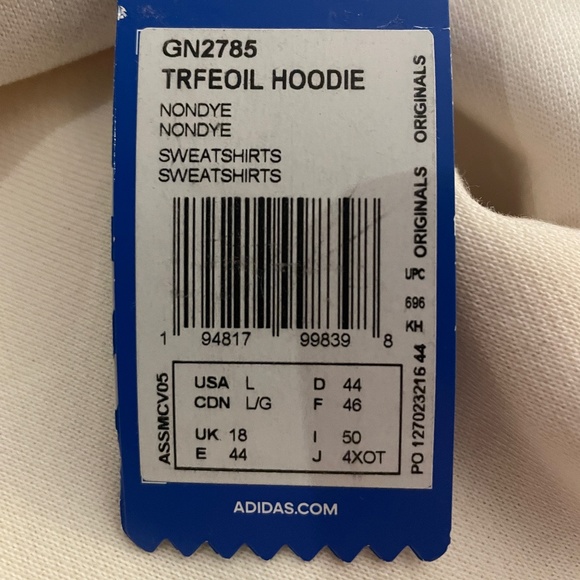 GN2785
TRFEOIL HOODIE
NONDYE
NONDYE
SWEATSHIRTS
SWEATSHIRTS
1 94817 99839 8
USA L D 44
CDN L/G F 46
UK 18 I 50
E 44 J 4XOT
ASSMCV05
ORIGINALS
ORIGINALS
UPC
696
KH
PO 127023216 44
ADIDAS.COM